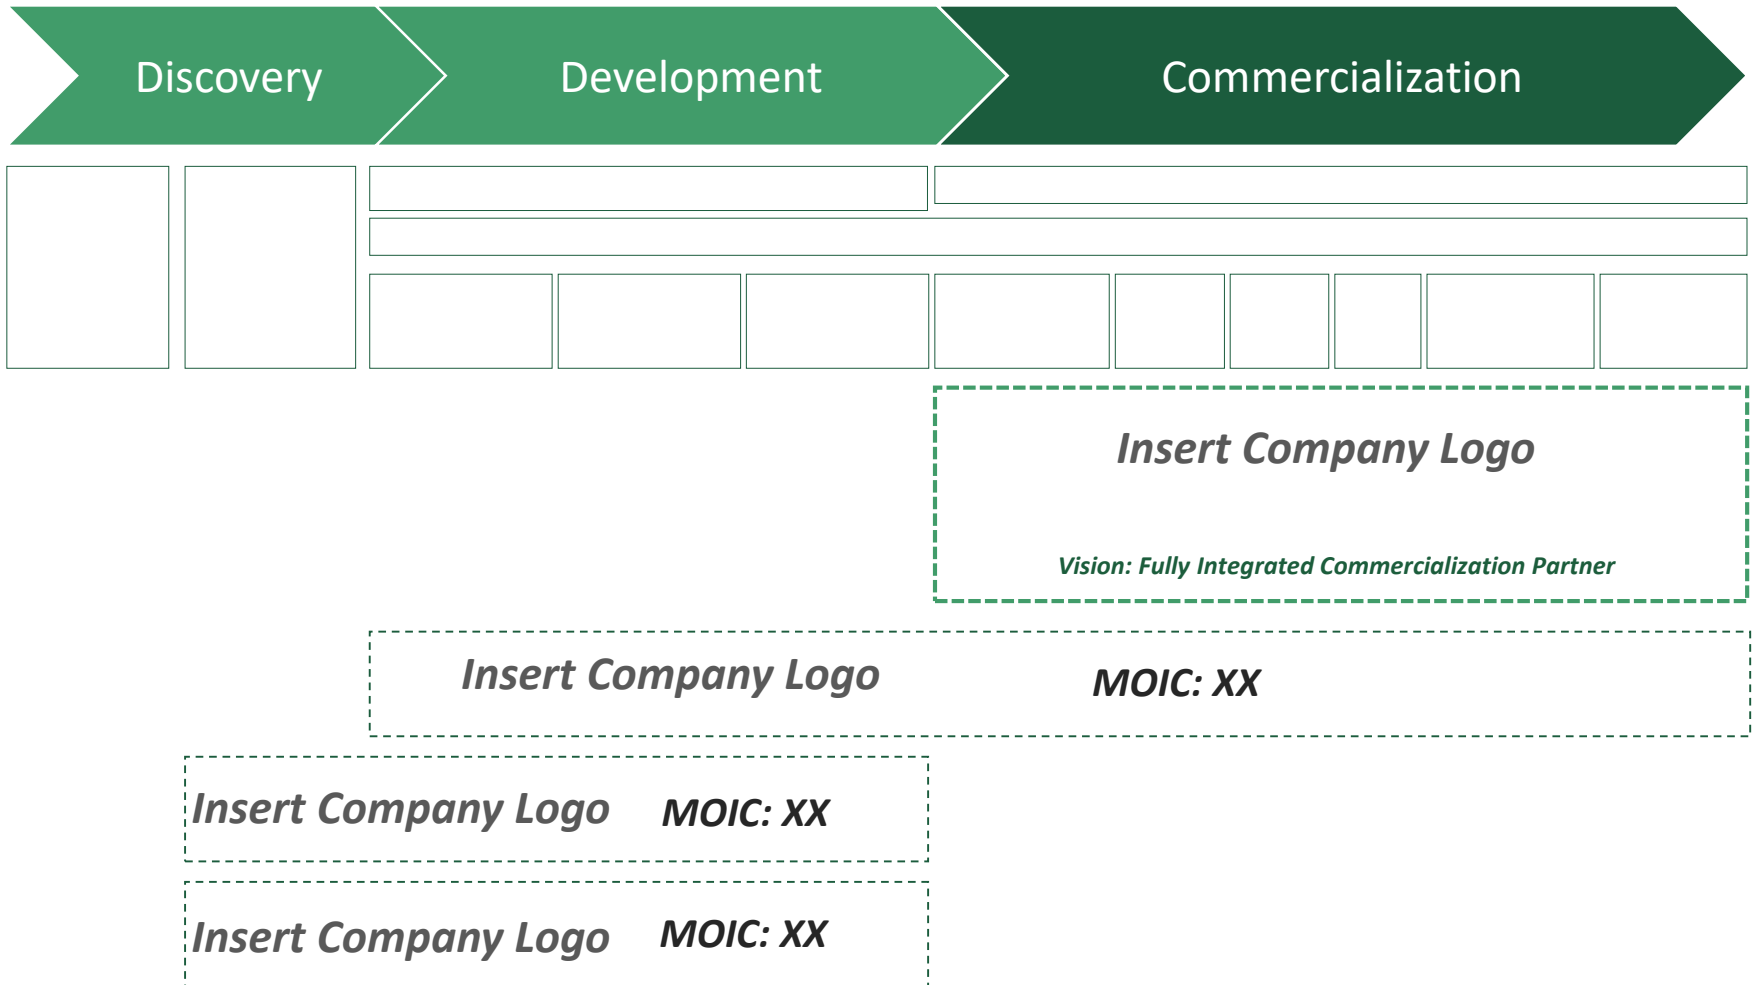 Discovery
Development
Commercialization
Insert Company Logo
Vision: Fully Integrated Commercialization Partner
Insert Company Logo
MOIC: XX
Insert Company Logo
MOIC: XX
Insert Company Logo
MOIC: XX